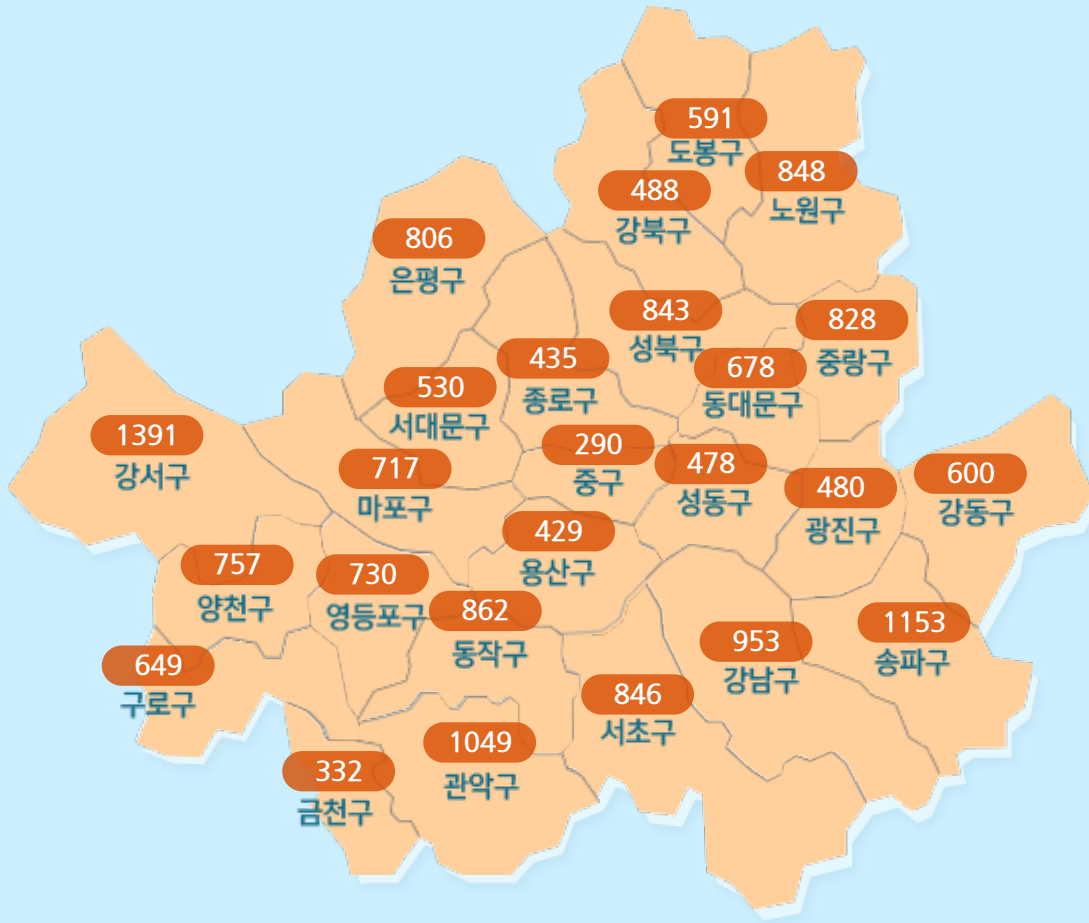 591
도봉구
848
노원구
488
강북구
806
은평구
843
성북구
828
중랑구
435
종로구
678
동대문구
530
서대문구
1391
강서구
290
중구
717
마포구
478
성동구
480
광진구
600
강동구
429
용산구
757
양천구
730
영등포구
862
동작구
1153
송파구
953
강남구
649
구로구
846
서초구
1049
관악구
332
금천구